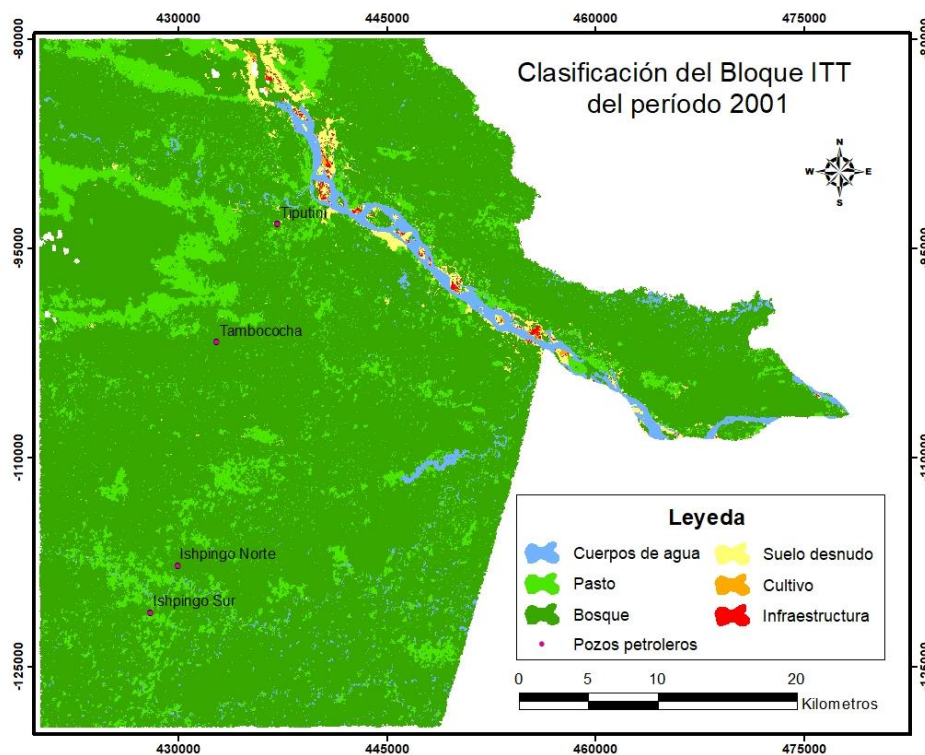 430000 445000 460000 475000
-80000 -80000
Clasificación del Bloque ITT
del período 2001
N
W E
S
Tiputini
-95000 -95000
Tambococha
-110000 -110000
Leyeda
Cuerpos de agua Suelo desnudo
Pasto Cultivo
Bosque Infraestructura
Pozos petroleros
Ishpingo Norte
Ishpingo Sur
-125000 -125000
0 5 10 20
Kilometros
430000 445000 460000 475000